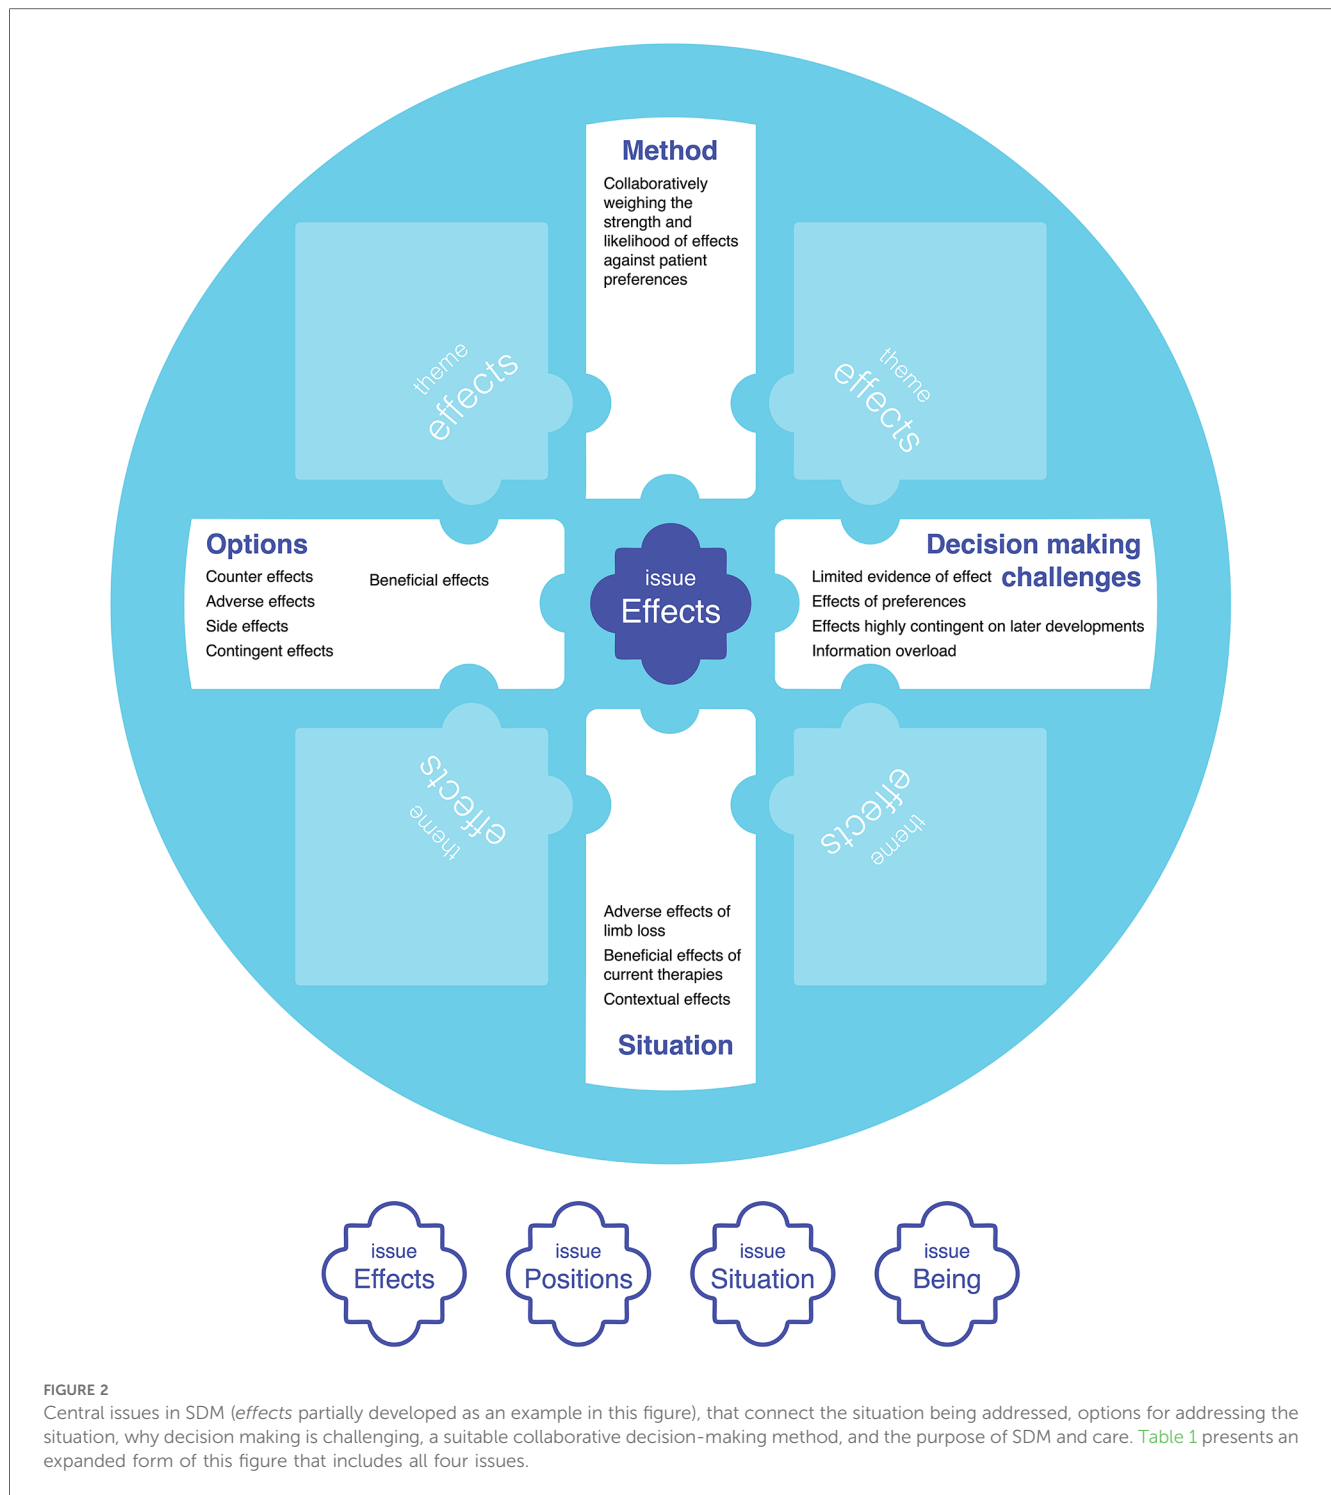 Method
Collaboratively
weighing the
strength and
likelihood of effects
against patient
preferences
theme
effects
theme
effects
Options
Counter effects
Adverse effects
Side effects
Contingent effects
Beneficial effects
issue
Effects
Decision making
challenges
Limited evidence of effect
Effects of preferences
Effects highly contingent on later developments
Information overload
theme
effects
theme
effects
Adverse effects of
limb loss
Beneficial effects of
current therapies
Contextual effects
Situation
issue
Effects
issue
Positions
issue
Situation
issue
Being
FIGURE 2
Central issues in SDM (effects partially developed as an example in this figure), that connect the situation being addressed, options for addressing the
situation, why decision making is challenging, a suitable collaborative decision-making method, and the purpose of SDM and care. Table 1 presents an
expanded form of this figure that includes all four issues.